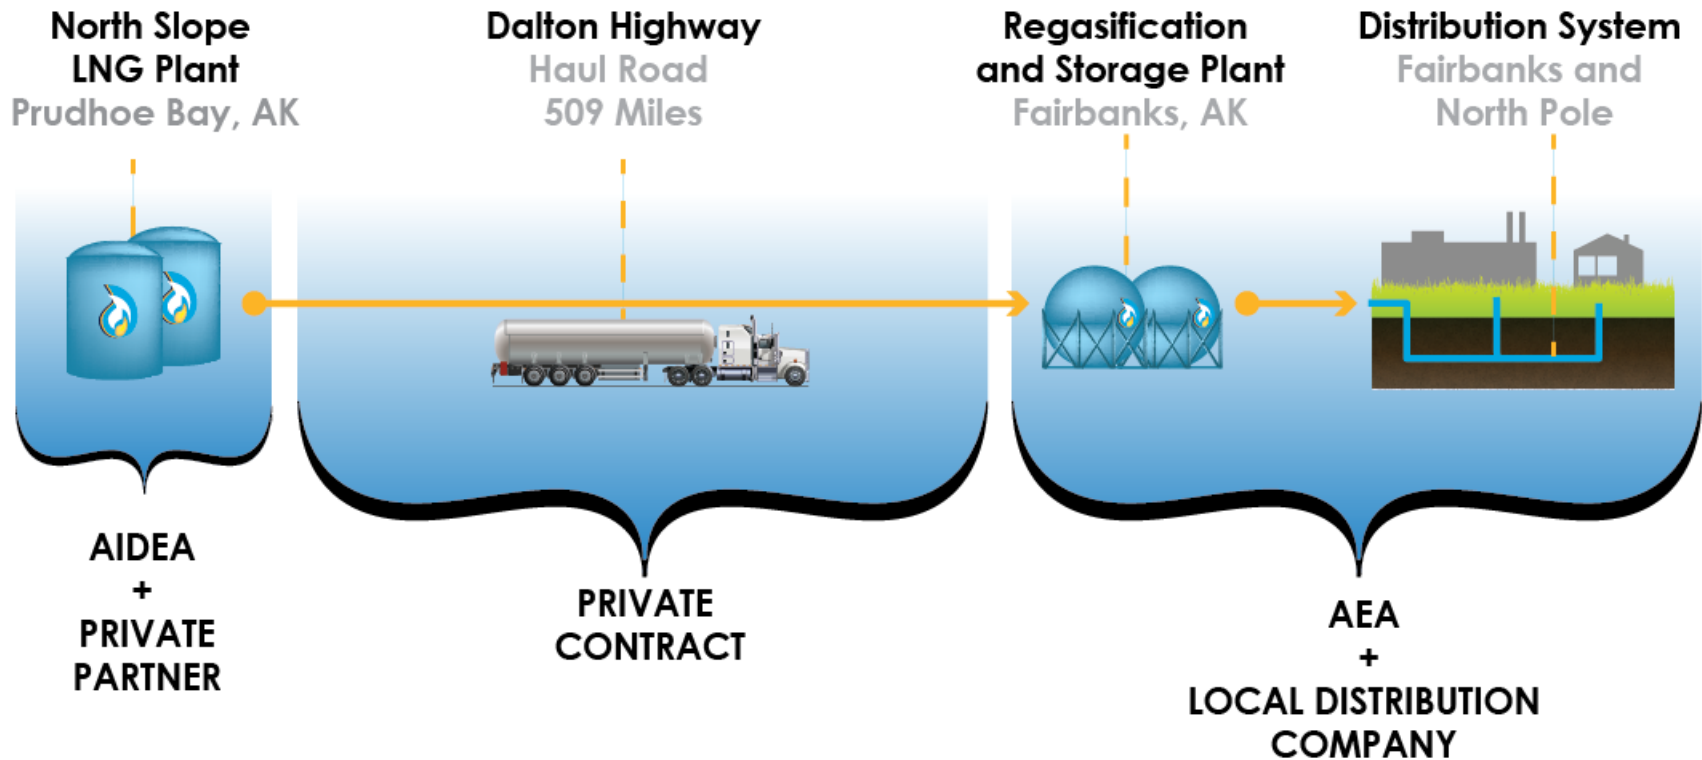 North Slope
LNG Plant
Prudhoe Bay, AK
Dalton Highway
Haul Road
509 Miles
Regasification
and Storage Plant
Fairbanks, AK
Distribution System
Fairbanks and
North Pole
AIDEA
+
PRIVATE
PARTNER
PRIVATE
CONTRACT
AEA
+
LOCAL DISTRIBUTION
COMPANY